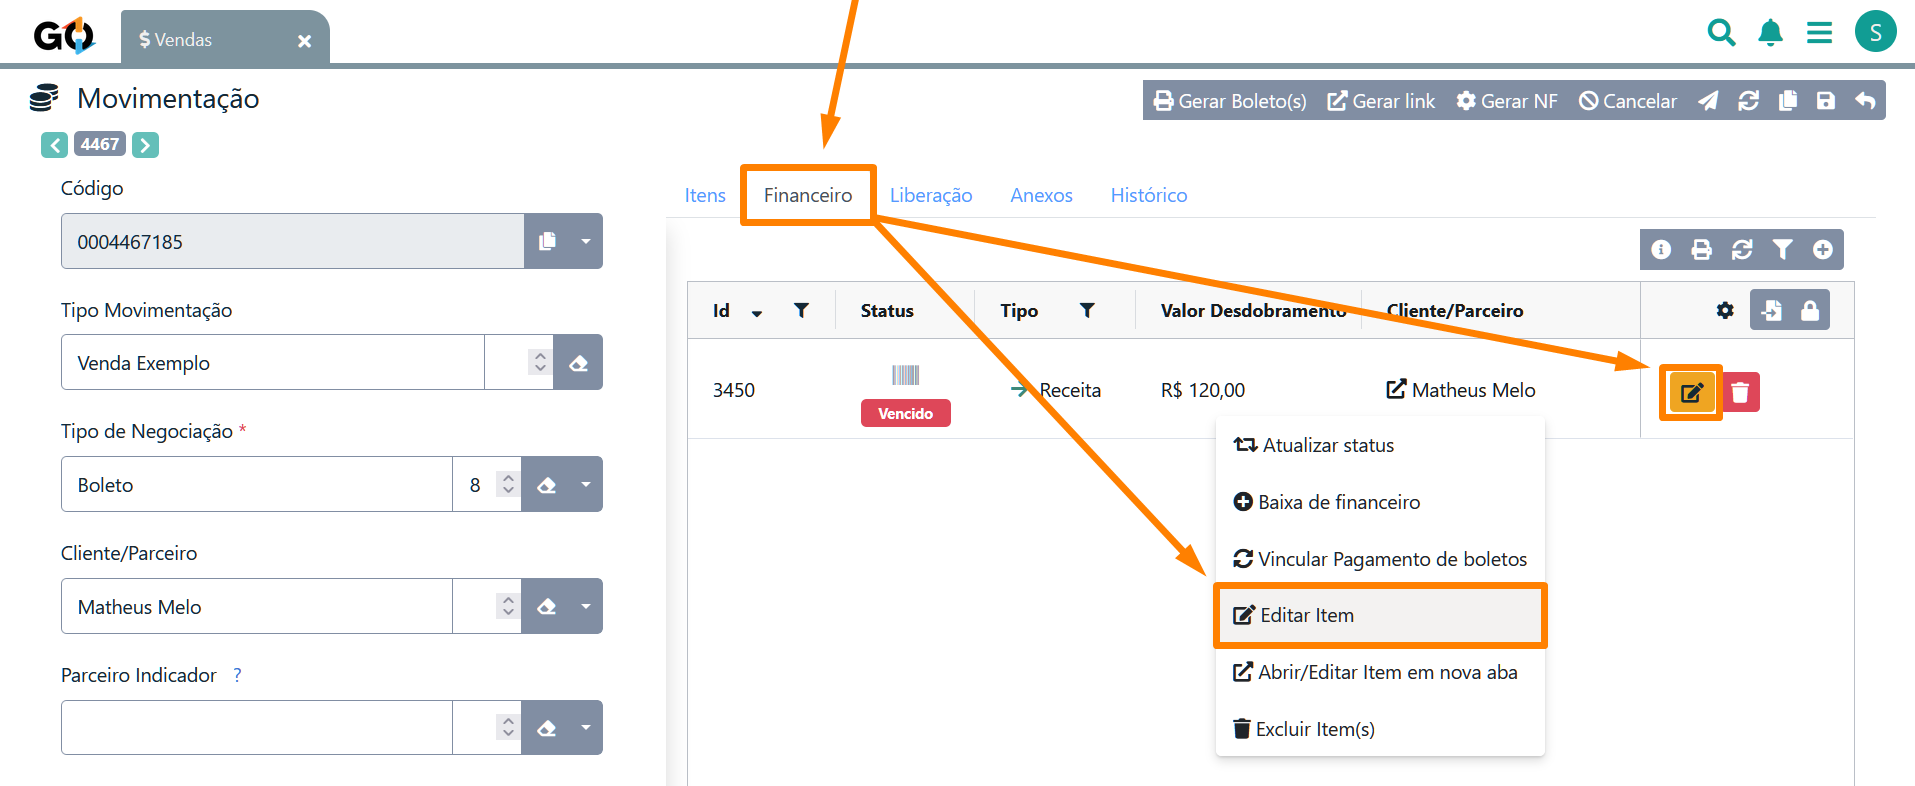 GO
$ Vendas
S
Movimentação
Gerar Boleto(s) Gerar link Gerar NF Cancelar
4467
Código
0004467185
Tipo Movimentação
Venda Exemplo
Tipo de Negociação *
Boleto 8
Cliente/Parceiro
Matheus Melo
Parceiro Indicador ?
Itens Financeiro Liberação Anexos Histórico
Id Status Tipo Valor Desdobramento Cliente/Parceiro
3450 Vencido Receita R$ 120,00 Matheus Melo
Atualizar status
Baixa de financeiro
Vincular Pagamento de boletos
Editar Item
Abrir/Editar Item em nova aba
Excluir Item(s)